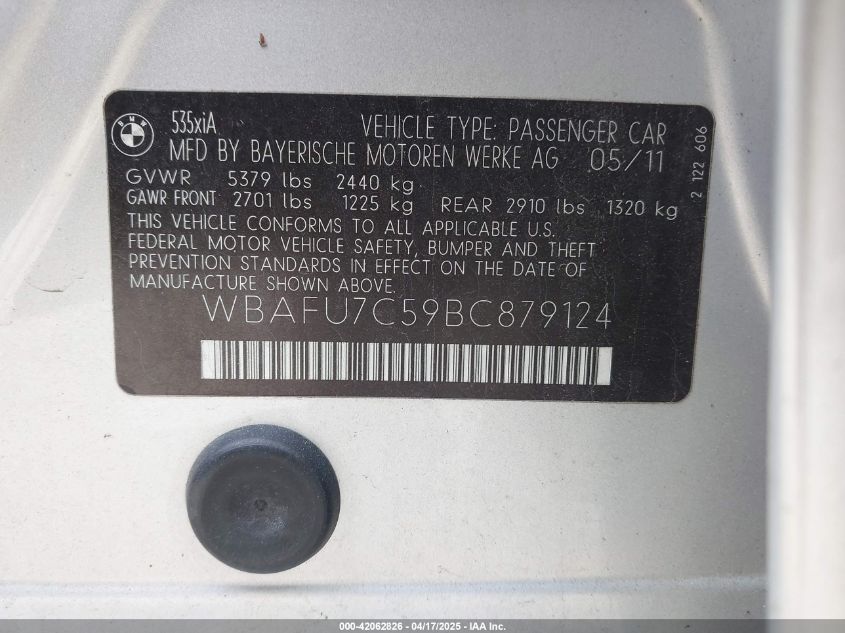 BMW
535xiA VEHICLE TYPE: PASSENGER CAR
MFD BY BAYERISCHE MOTOREN WERKE AG 05/11
GVWR 5379 lbs 2440 kg
GAWR FRONT 2701 lbs 1225 kg REAR 2910 lbs 1320 kg
THIS VEHICLE CONFORMS TO ALL APPLICABLE U.S.
FEDERAL MOTOR VEHICLE SAFETY, BUMPER AND THEFT
PREVENTION STANDARDS IN EFFECT ON THE DATE OF
MANUFACTURE SHOWN ABOVE.
WBAFU7C59BC879124
2 122 606
000-42062826 - 04/17/2025 - IAA Inc.